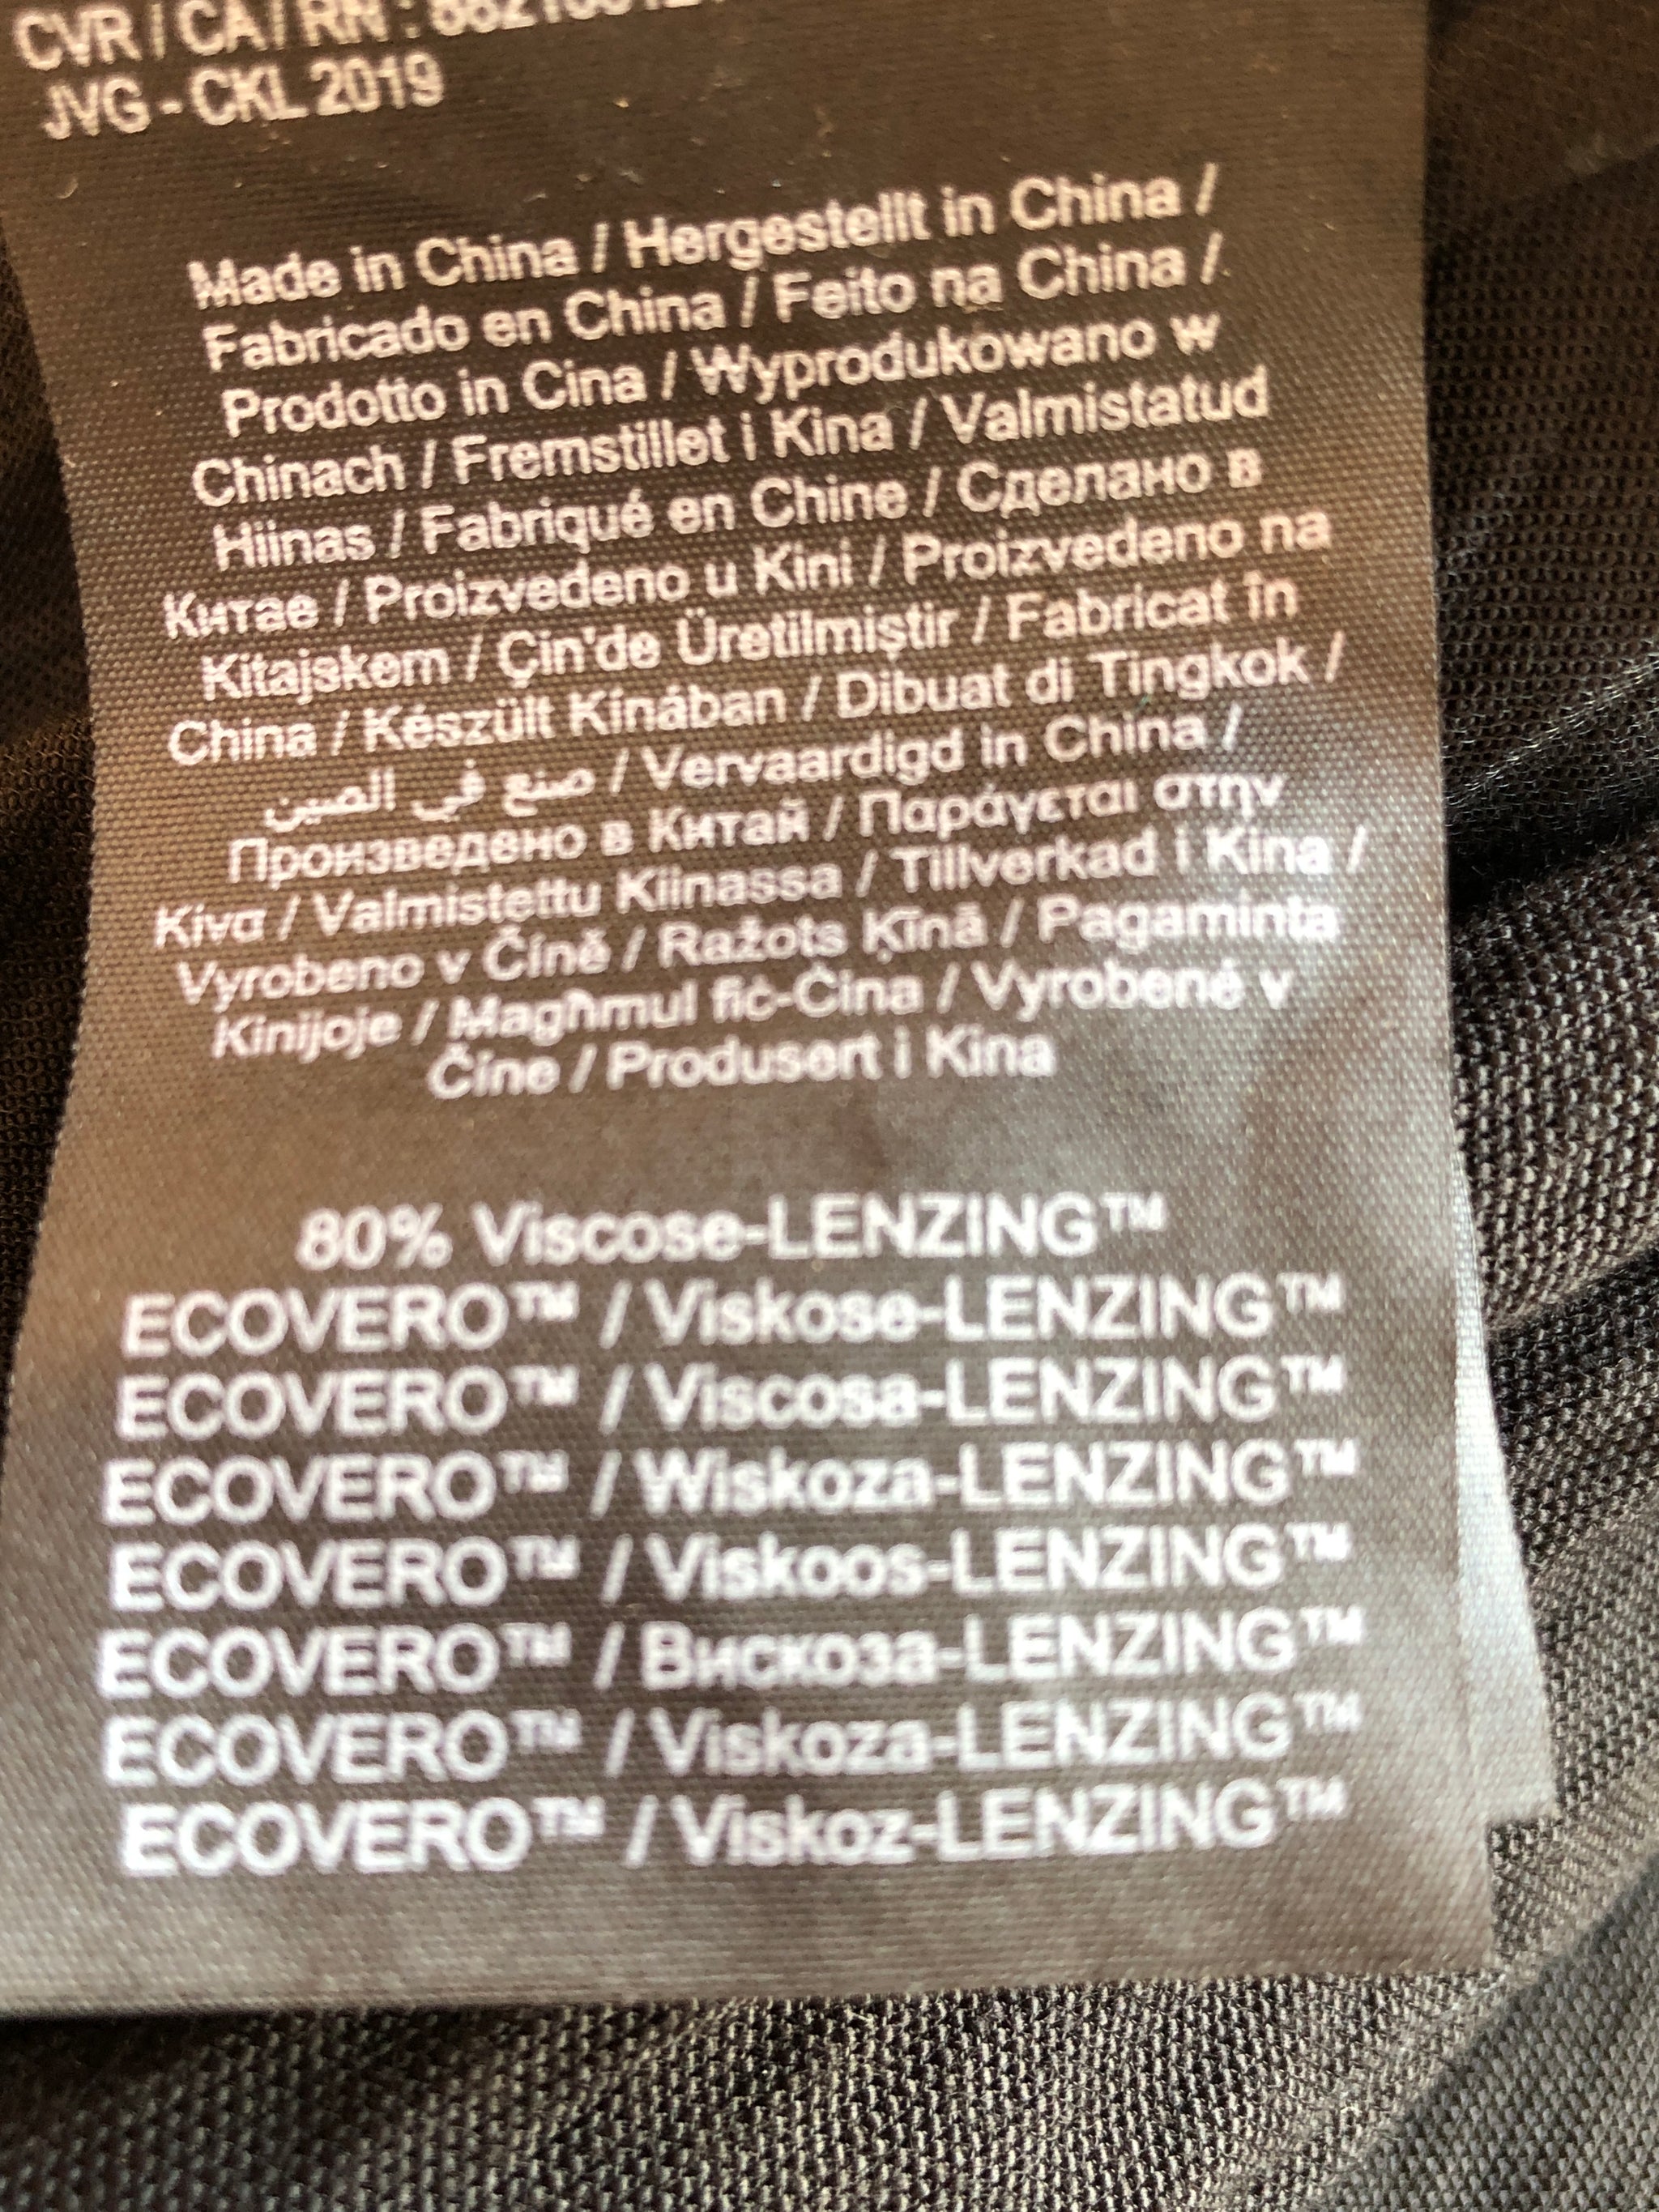 CVR / CA / RN :
JVG - CKL 2019
Made in China / Hergestellt in China /
Fabricado en China / Feito na China /
Prodotto in Cina / Wyprodukowano w
Chinach / Fremstillet i Kina / Valmistatud
Hiinas / Fabriqué en Chine / Сделано в
Китае / Proizvedeno u Kini / Proizvedeno na
Kitajskem / Çin'de Üretilmiştir / Fabricat în
China / Készült Kínában / Dibuat di Tingkok /
صنع في الصين / Vervaardigd in China /
Произведено в Китай / Παράγεται στην
Κίνα / Valmistettu Kiinassa / Tillverkad i Kina /
Vyrobeno v Číně / Ražots Ķīnā / Pagaminta
Kinijoje / Magħmul fiċ-Ċina / Vyrobené v
Číne / Produsert i Kina
80% Viscose-LENZING™
ECOVERO™ / Viskose-LENZING™
ECOVERO™ / Viscosa-LENZING™
ECOVERO™ / Wiskoza-LENZING™
ECOVERO™ / Viskoos-LENZING™
ECOVERO™ / Вискоза-LENZING™
ECOVERO™ / Viskoza-LENZING™
ECOVERO™ / Viskoz-LENZING™